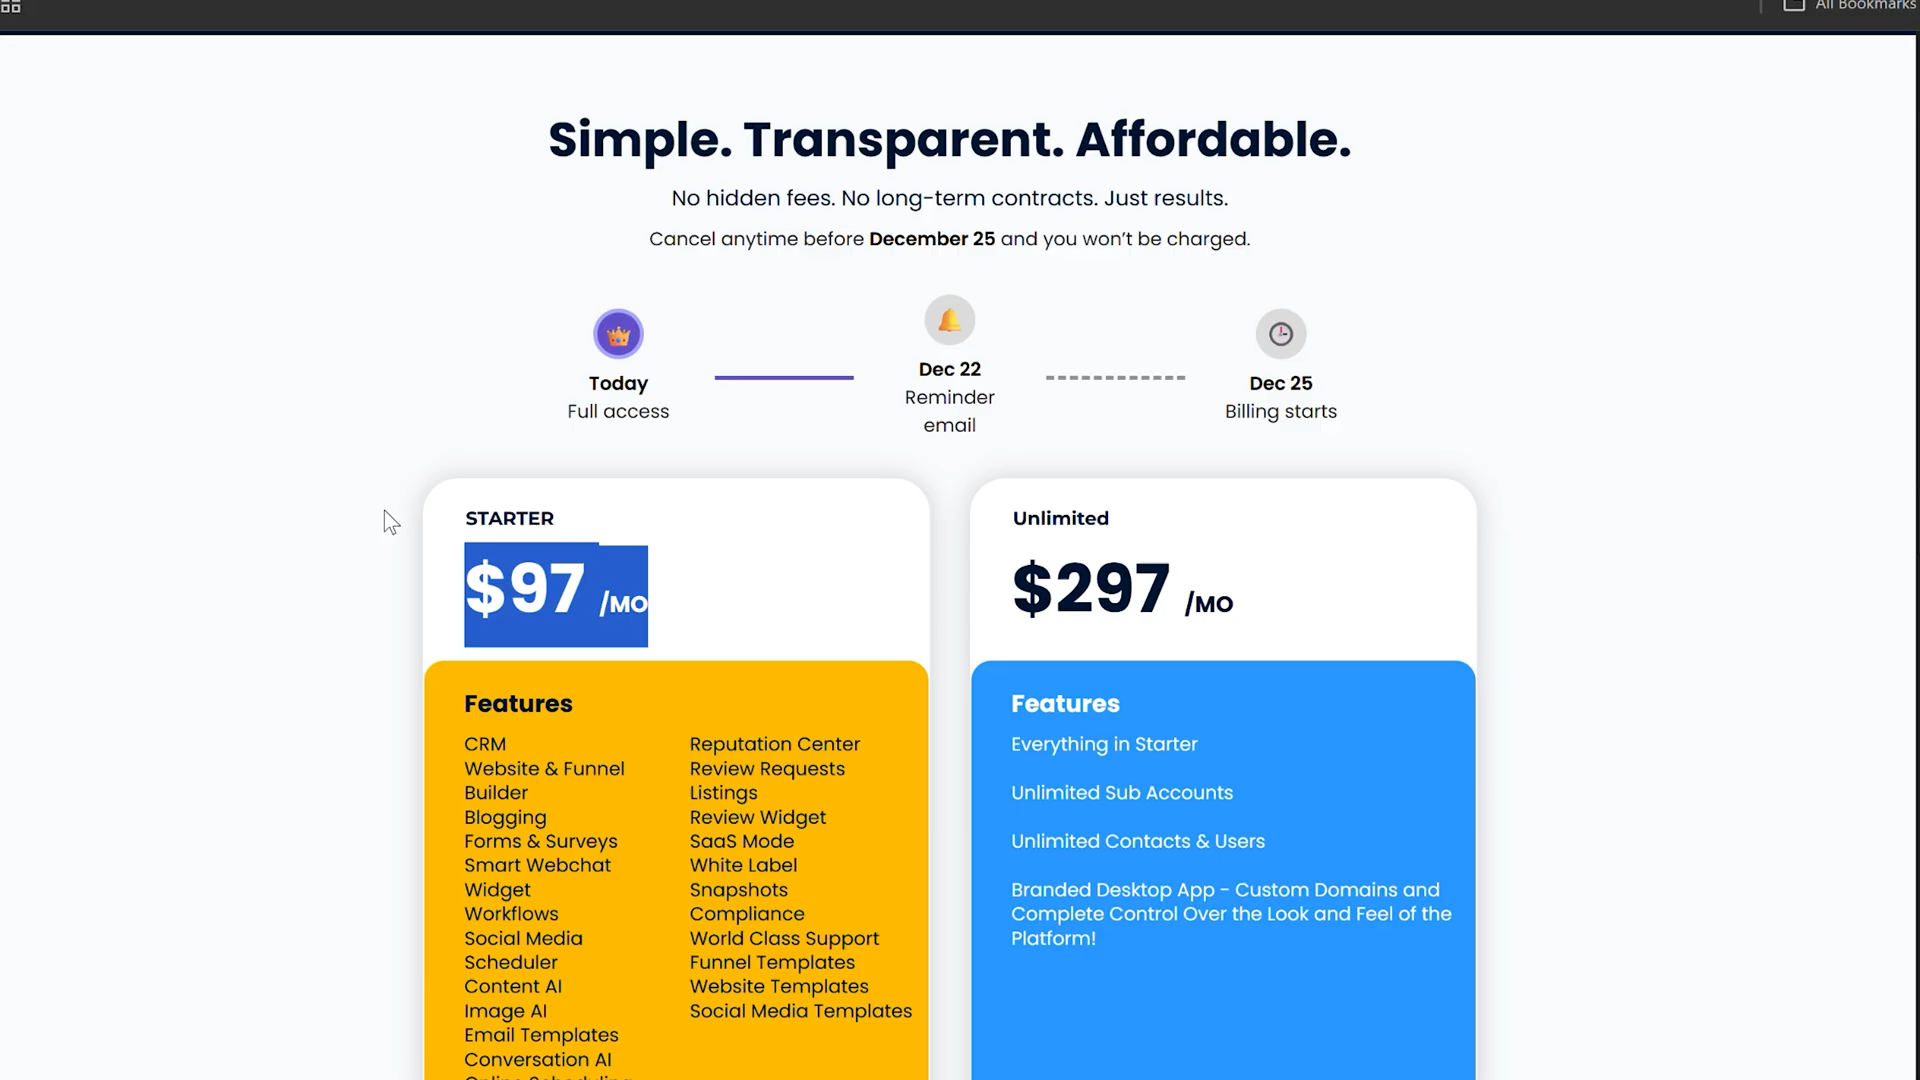 All Bookmarks
Simple. Transparent. Affordable.
No hidden fees. No long-term contracts. Just results.
Cancel anytime before December 25 and you won't be charged.
Today
Full access
Dec 22
Reminder
email
Dec 25
Billing starts
STARTER
$97 /MO
Features
CRM
Website & Funnel
Builder
Blogging
Forms & Surveys
Smart Webchat
Widget
Workflows
Social Media
Scheduler
Content AI
Image AI
Email Templates
Conversation AI
Online Scheduling
Reputation Center
Review Requests
Listings
Review Widget
SaaS Mode
White Label
Snapshots
Compliance
World Class Support
Funnel Templates
Website Templates
Social Media Templates
Unlimited
$297 /MO
Features
Everything in Starter
Unlimited Sub Accounts
Unlimited Contacts & Users
Branded Desktop App - Custom Domains and
Complete Control Over the Look and Feel of the
Platform!